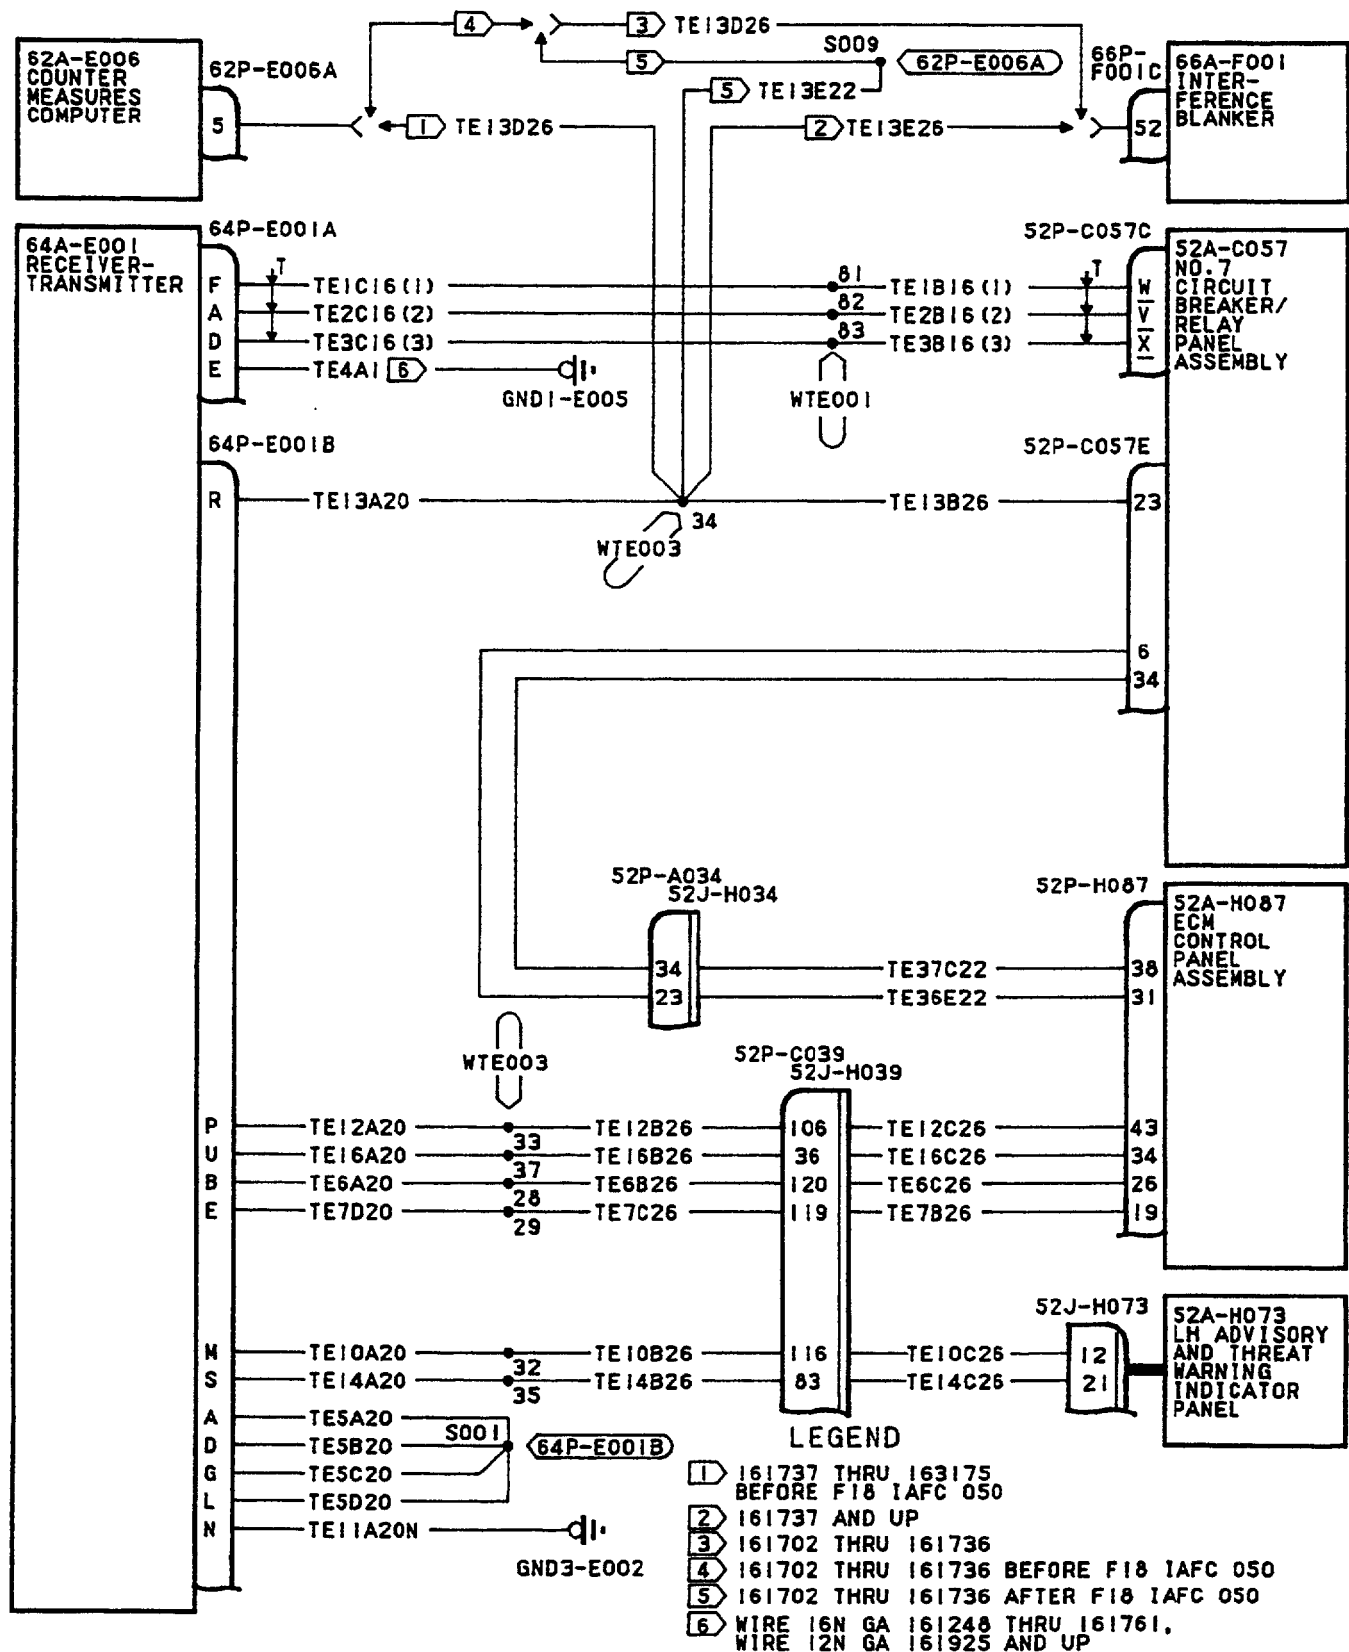 4
3 TE13D26
S009
62A-E006
COUNTER
MEASURES
COMPUTER
62P-E006A
5
5
62P-E006A
5 TE13E22
1 TE13D26
2 TE13E26
66P-
F001C
52
66A-F001
INTER-
FERENCE
BLANKER
64A-E001
RECEIVER-
TRANSMITTER
64P-E001A
52P-C057C
52A-C057
NO.7
CIRCUIT
BREAKER/
RELAY
PANEL
ASSEMBLY
T
T
F TE1C16(1) 81 TE1B16(1) W
A TE2C16(2) 82 TE2B16(2) V
D TE3C16(3) 83 TE3B16(3) X
E TE4A1 6
GND1-E005
WTE001
64P-E001B
52P-C057E
R TE13A20 34 TE13B26 23
WTE003
6
34
52P-A034
52J-H034
52P-H087
52A-H087
ECM
CONTROL
PANEL
ASSEMBLY
34 TE37C22 38
23 TE36E22 31
WTE003
52P-C039
52J-H039
P TE12A20 33 TE12B26 106 TE12C26 43
U TE16A20 37 TE16B26 36 TE16C26 34
B TE6A20 28 TE6B26 120 TE6C26 26
E TE7D20 29 TE7C26 119 TE7B26 19
52J-H073
52A-H073
LH ADVISORY
AND THREAT
WARNING
INDICATOR
PANEL
M TE10A20 32 TE10B26 116 TE10C26 12
S TE14A20 35 TE14B26 83 TE14C26 21
A TE5A20
D TE5B20 S001 64P-E001B
G TE5C20
L TE5D20
N TE11A20N
GND3-E002
LEGEND
1 161737 THRU 163175
BEFORE F18 IAFC 050
2 161737 AND UP
3 161702 THRU 161736
4 161702 THRU 161736 BEFORE F18 IAFC 050
5 161702 THRU 161736 AFTER F18 IAFC 050
6 WIRE 16N GA 161248 THRU 161761,
WIRE 12N GA 161925 AND UP